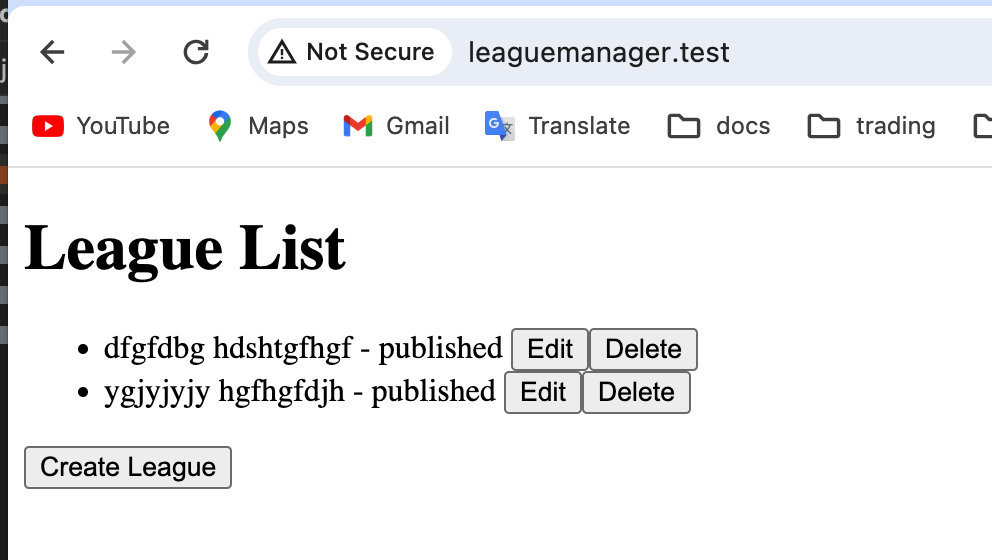 Not Secure leaguemanager.test
YouTube Maps Gmail Translate docs trading
League List
dfgfdbg hdshtgfhgf - published Edit Delete
ygjyjyjy hgfhgfdjh - published Edit Delete
Create League